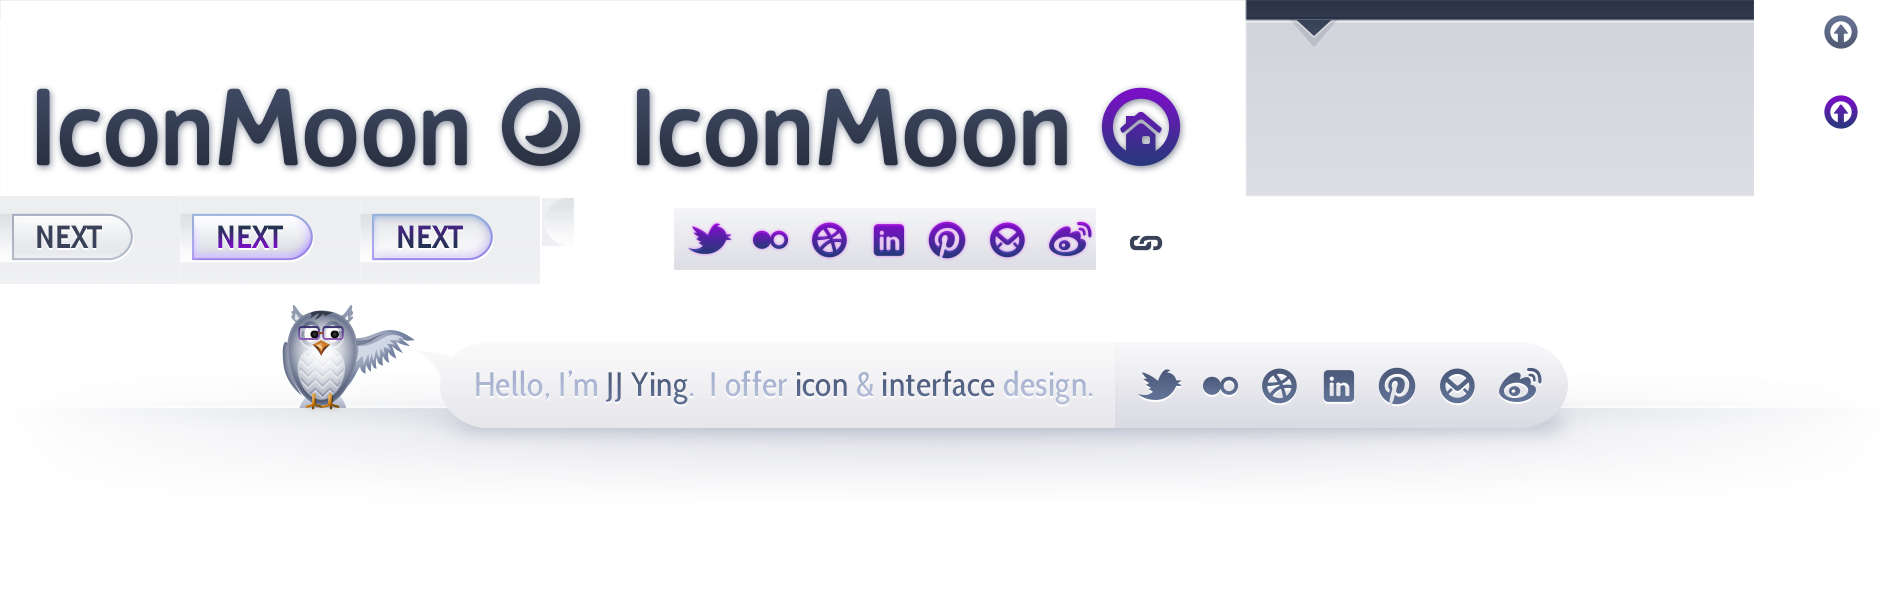 IconMoon
IconMoon
NEXT
NEXT
NEXT
in
in
Hello, I'm JJ Ying. I offer icon & interface design.